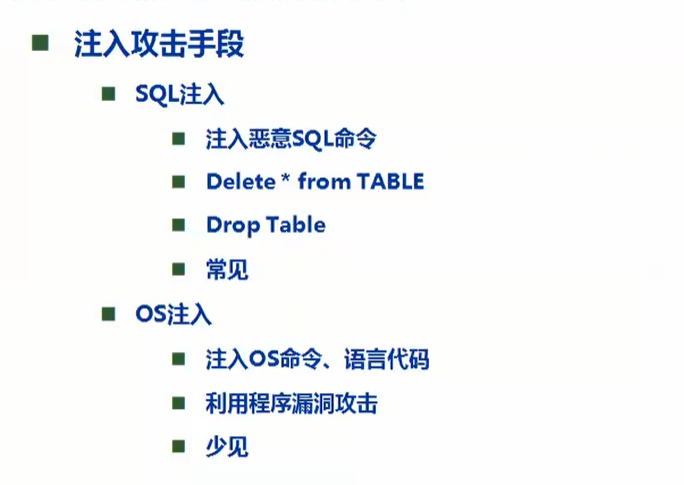 注入攻击手段
SQL注入
注入恶意SQL命令
Delete * from TABLE
Drop Table
常见
OS注入
注入OS命令、语言代码
利用程序漏洞攻击
少见